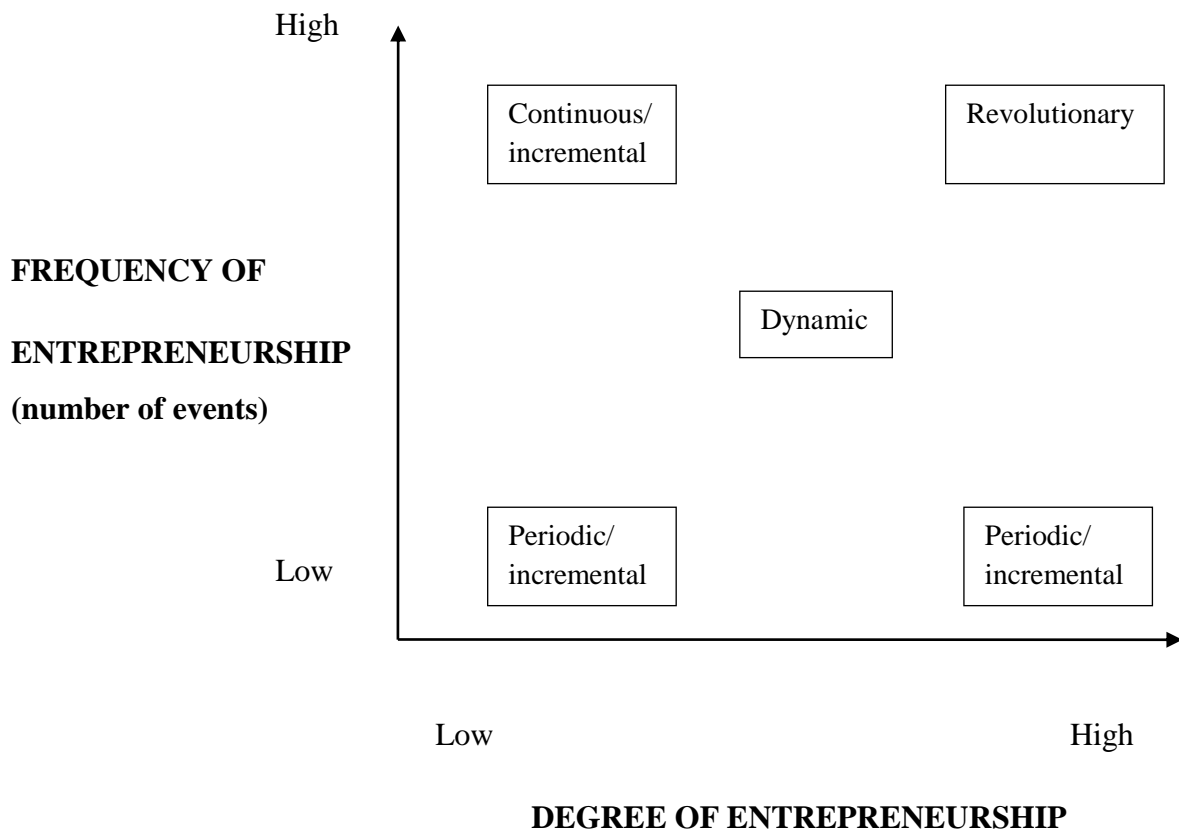 High
Continuous/
incremental
Revolutionary
FREQUENCY OF
ENTREPRENEURSHIP
(number of events)
Dynamic
Periodic/
incremental
Periodic/
incremental
Low
Low
High
DEGREE OF ENTREPRENEURSHIP